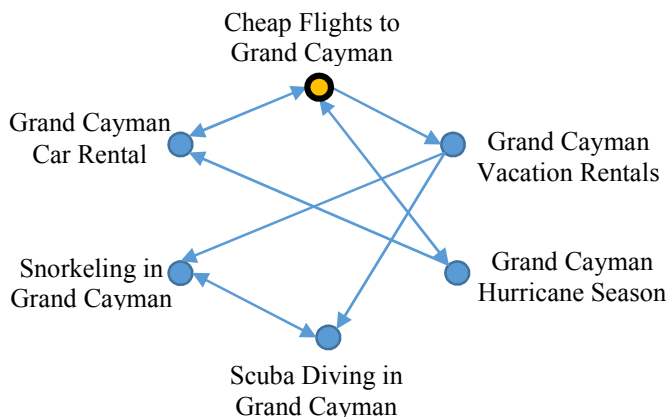 Cheap Flights to
Grand Cayman
Grand Cayman
Car Rental
Grand Cayman
Vacation Rentals
Snorkeling in
Grand Cayman
Grand Cayman
Hurricane Season
Scuba Diving in
Grand Cayman